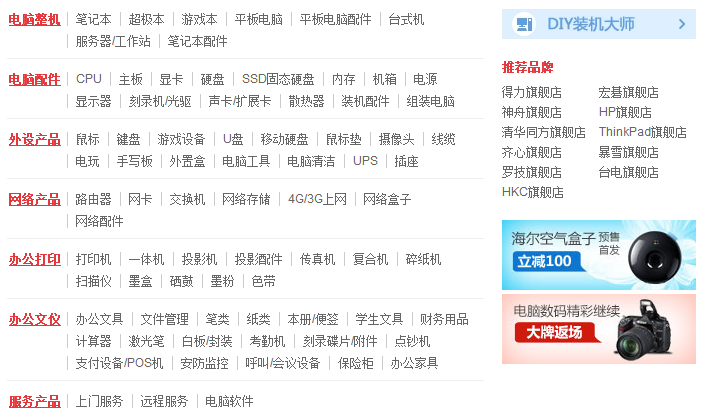 电脑整机 笔记本 超极本 游戏本 平板电脑 平板电脑配件 台式机
服务器/工作站 笔记本配件
电脑配件 CPU 主板 显卡 硬盘 SSD固态硬盘 内存 机箱 电源
显示器 刻录机/光驱 声卡/扩展卡 散热器 装机配件 组装电脑
外设产品 鼠标 键盘 游戏设备 U盘 移动硬盘 鼠标垫 摄像头 线缆
电玩 手写板 外置盒 电脑工具 电脑清洁 UPS 插座
网络产品 路由器 网卡 交换机 网络存储 4G/3G上网 网络盒子
网络配件
办公打印 打印机 一体机 投影机 投影配件 传真机 复合机 碎纸机
扫描仪 墨盒 硒鼓 墨粉 色带
办公文仪 办公文具 文件管理 笔类 纸类 本册/便签 学生文具 财务用品
计算器 激光笔 白板/封装 考勤机 刻录碟片/附件 点钞机
支付设备/POS机 安防监控 呼叫/会议设备 保险柜 办公家具
服务产品 上门服务 远程服务 电脑软件
DIY装机大师
推荐品牌
得力旗舰店 宏碁旗舰店
神舟旗舰店 HP旗舰店
清华同方旗舰店 ThinkPad旗舰店
齐心旗舰店 暴雪旗舰店
罗技旗舰店 台电旗舰店
HKC旗舰店
海尔空气盒子 预售
首发
立减100
电脑数码精彩继续
大牌返场